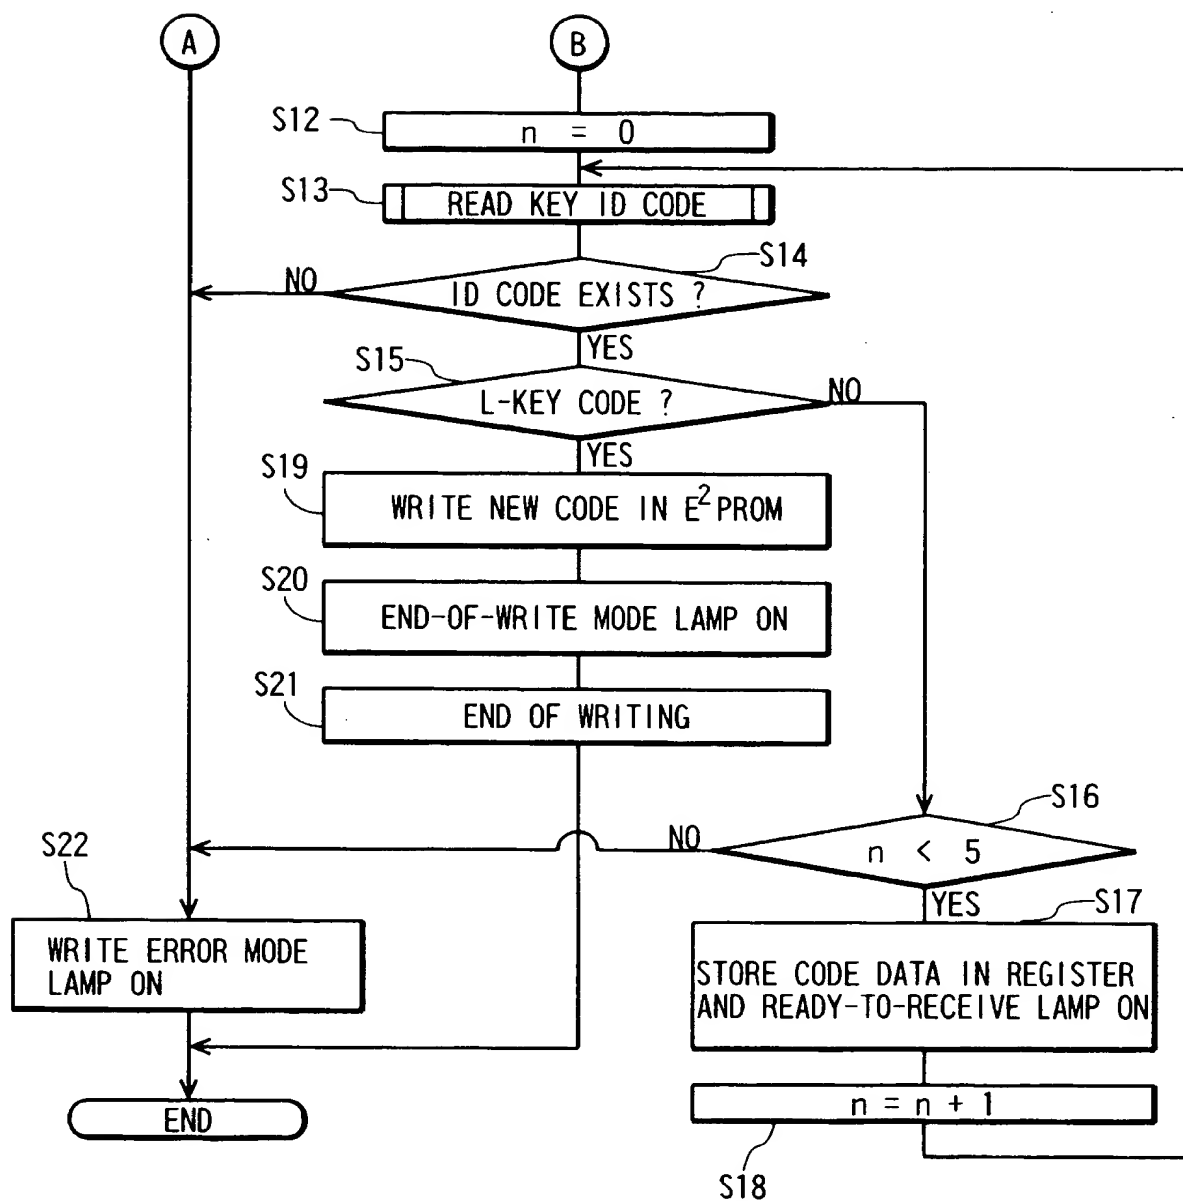 A
B
S12
n = 0
S13
READ KEY ID CODE
S14
NO
ID CODE EXISTS ?
YES
S15
L-KEY CODE ?
NO
YES
S19
WRITE NEW CODE IN E²PROM
S20
END-OF-WRITE MODE LAMP ON
S21
END OF WRITING
S16
NO
n < 5
S22
YES
S17
WRITE ERROR MODE
LAMP ON
STORE CODE DATA IN REGISTER
AND READY-TO-RECEIVE LAMP ON
n = n + 1
END
S18